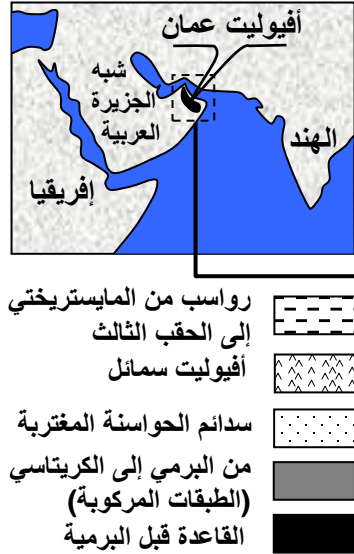 أفيوليت عمان
شبه
الجزيرة
العربية
الهند
إفريقيا
رواسب من المايستريختي
إلى الحقب الثالث
أفيوليت سمائل
سدائم الحواسنة المغتربة
من البرمي إلى الكريتاسي
(الطبقات المركوبة)
القاعدة قبل البرمية